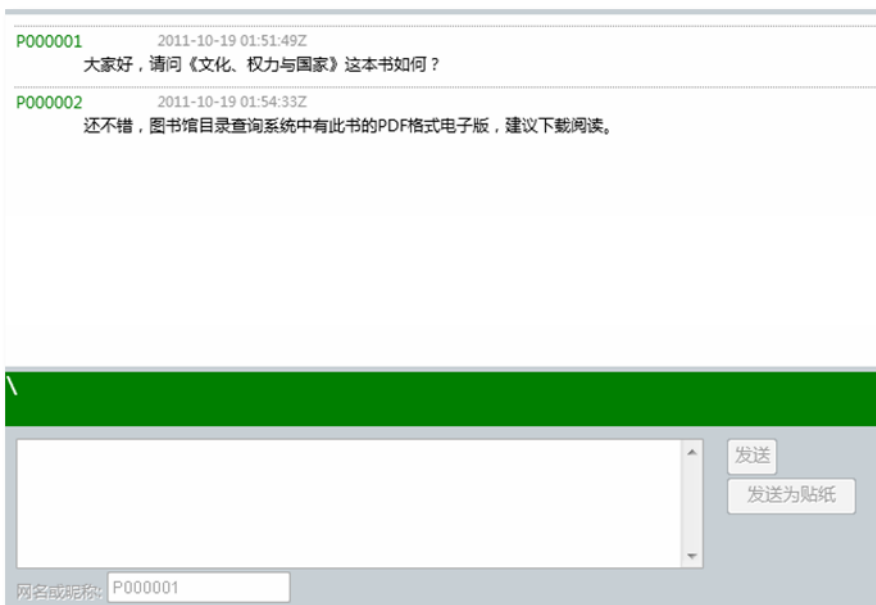 P000001 2011-10-19 01:51:49Z
大家好，请问《文化、权力与国家》这本书如何？
P000002 2011-10-19 01:54:33Z
还不错，图书馆目录查询系统中有此书的PDF格式电子版，建议下载阅读。
\
发送
发送为贴纸
网名或昵称: P000001